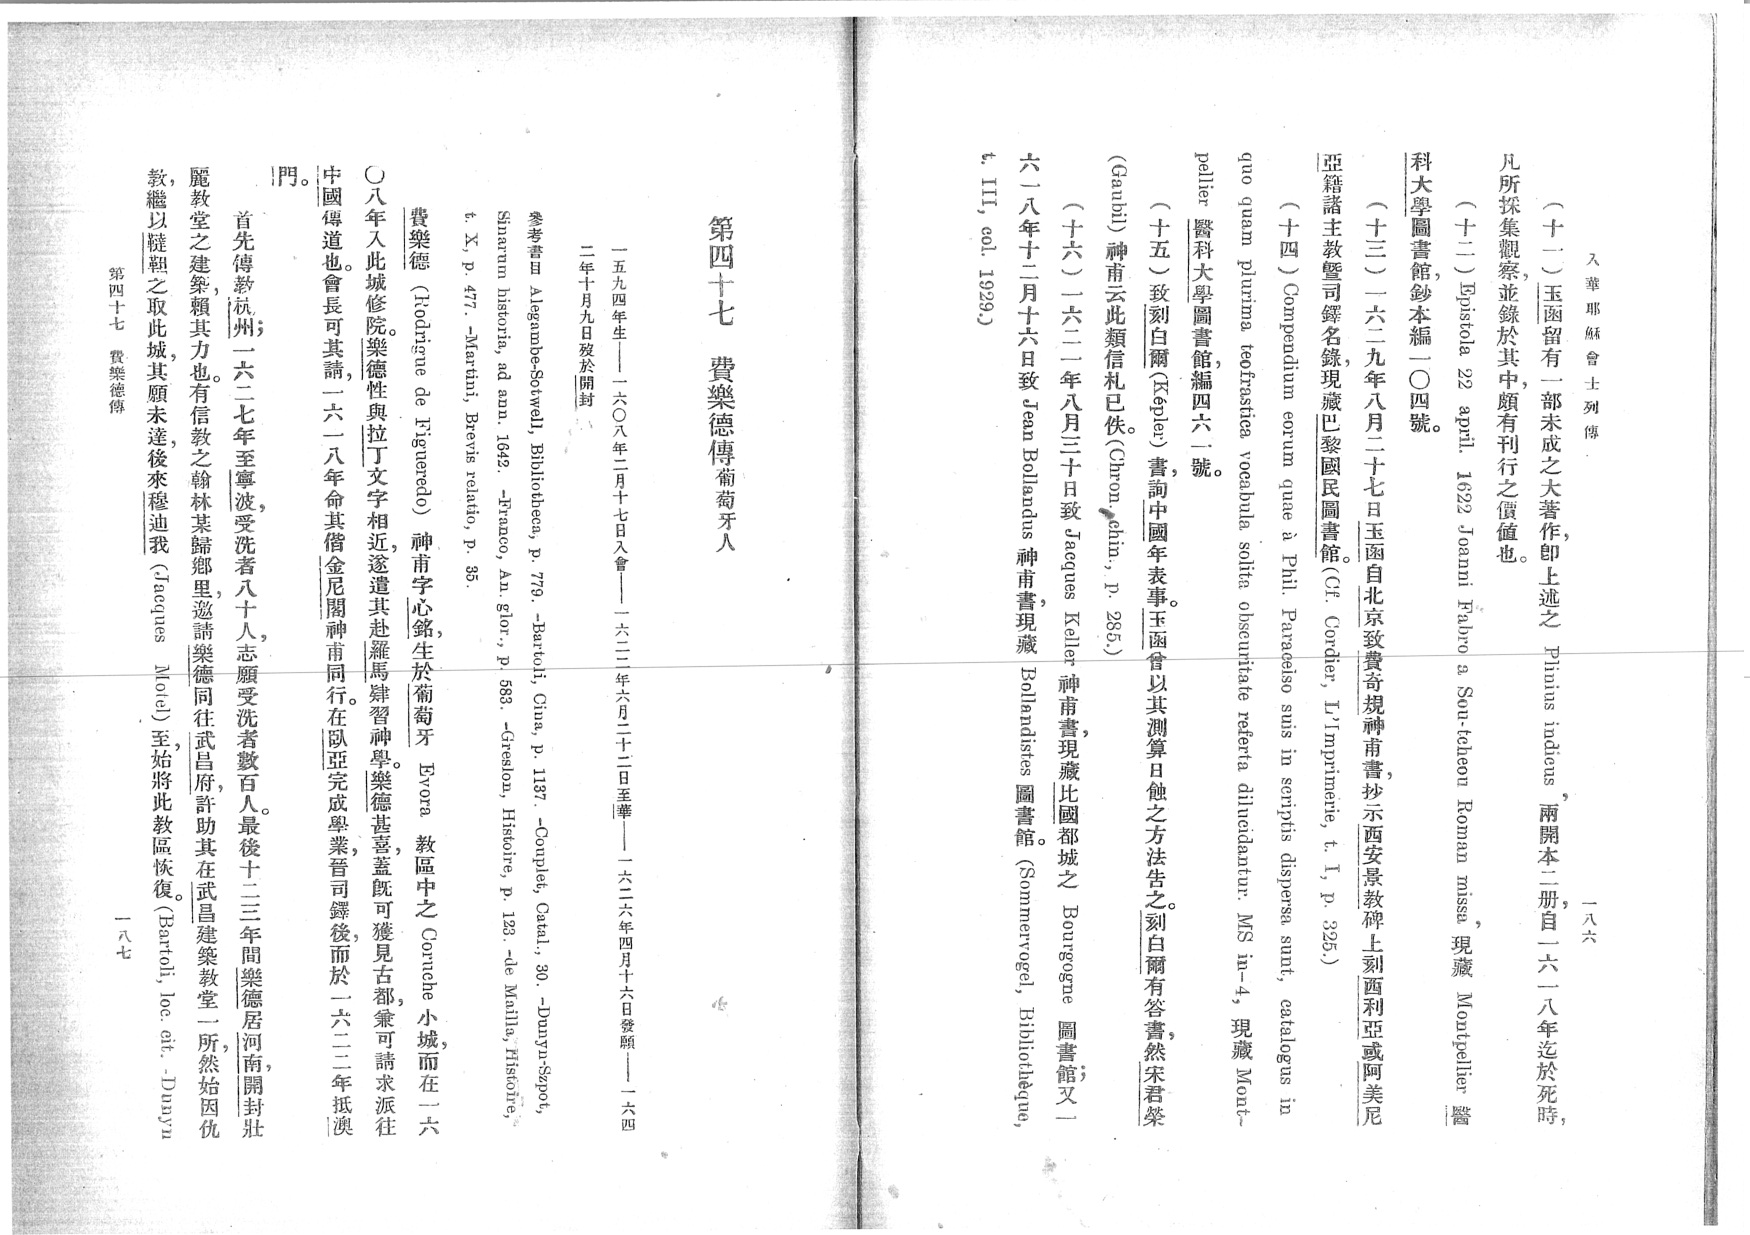 入華耶穌會士列傳
一八六
(十一)玉函留有一部未成之大著作,卽上述之 Plinius indicus,兩開本二册,自一六一八年迄於死時,
凡所採集觀察,並錄於其中,頗有刊行之價値也。
(十二)Epistola 22 april. 1622 Joanni Fabro a Sou-tcheou Roman missa,現藏 Montpellier 醫
科大學圖書館,鈔本編一〇四號。
(十三)一六二九年八月二十七日玉函自北京致費奇規神甫書,抄示西安景教碑上刻西利亞或阿美尼
亞籍諸主教曁司鐸名錄,現藏巴黎國民圖書館。(Cf. Cordier, L'Imprimerie, t. I, p. 325.)
(十四)Compendium eorum quae à Phil. Paracelso suis in scriptis dispersa sunt, catalogus in
quo quam plurima teofrastica vocabula solita obscuritate referta dilucidantur. MS in-4, 現藏 Mont-
pellier 醫科大學圖書館,編四六一號。
(十五)致刻白爾(Képler)書,詢中國年表事。玉函曾以其測算日蝕之方法吿之。刻白爾有答書,然宋君榮
(Gaubil)神甫云此類信札已佚。(Chron. chin., p. 285.)
(十六)一六二一年八月三十日致 Jacques Keller 神甫書,現藏比國都城之 Bourgogne 圖書館;又一
六一八年十二月十六日致 Jean Bollandus 神甫書,現藏 Bollandistes 圖書館。(Sommervogel, Bibliothèque,
t. III, col. 1929.)
第四十七 費樂德傳 葡萄牙人
一五九四年生——一六〇八年二月十七日入會——一六二二年六月二十二日至華——一六二六年四月十六日發願——一六四
二年十月九日歿於開封
參考書目 Alegambe-Sotwell, Bibliotheca, p. 779. -Bartoli, Cina, p. 1137. -Couplet, Catal., 30. -Dunyn-Szpot,
Sinarum historia, ad ann. 1642. -Franco, An. glor., p. 583. -Greslon, Histoire, p. 123. -de Mailla, Histoire,
t. X, p. 477. -Martini, Brevis relatio, p. 35.
費樂德 (Rodrigue de Figueredo) 神甫字心銘,生於葡萄牙 Evora 教區中之 Coruche 小城,而在一六
〇八年入此城修院。樂德性與拉丁文字相近,遂遣其赴羅馬肄習神學。樂德甚喜,蓋旣可獲見古都,兼可請求派往
中國傳道也。會長可其請,一六一八年命其偕金尼閣神甫同行。在臥亞完成學業晉司鐸後,而於一六二二年抵澳
門。
首先傳敎杭州;一六二七年至寧波,受洗者八十人,志願受洗者數百人。最後十二三年間樂德居河南,開封壯
麗教堂之建築,賴其力也。有信教之翰林某歸鄕里,邀請樂德同往武昌府,許助其在武昌建築教堂一所,然始因仇
教,繼以韃靼之取此城,其願未達,後來穆迪我 (Jacques Motel) 至,始將此教區恢復。(Bartoli, loc. cit. -Dunyn
第四十七 費樂德傳
一八七